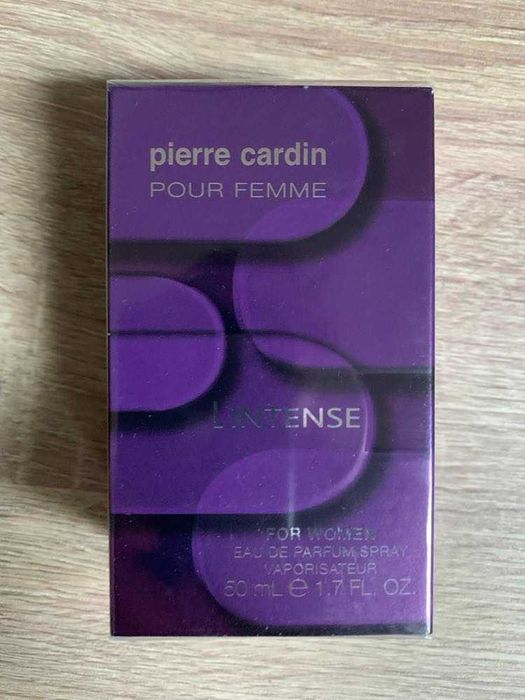 pierre cardin
POUR FEMME
L'INTENSE
FOR WOMEN
EAU DE PARFUM SPRAY
VAPORISATEUR
50 mL ℮ 1.7 FL. OZ.